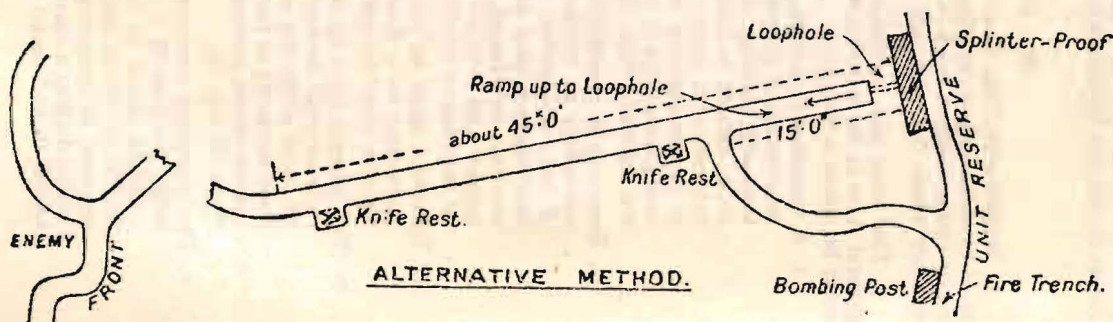 Loophole
Splinter-Proof
Ramp up to Loophole
about 45ˣ.0"
15'.0"
Knife Rest
Knife Rest.
ENEMY
FRONT
UNIT RESERVE
ALTERNATIVE METHOD.
Bombing Post.
Fire Trench.